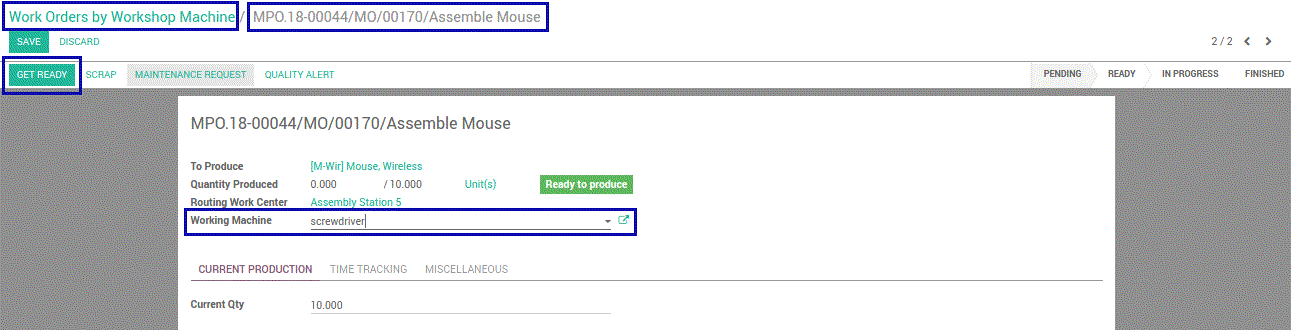 Work Orders by Workshop Machine / MPO.18-00044/MO/00170/Assemble Mouse
SAVE DISCARD 2 / 2
GET READY SCRAP MAINTENANCE REQUEST QUALITY ALERT PENDING READY IN PROGRESS FINISHED
MPO.18-00044/MO/00170/Assemble Mouse
To Produce [M-Wir] Mouse, Wireless
Quantity Produced 0.000 / 10.000 Unit(s) Ready to produce
Routing Work Center Assembly Station 5
Working Machine screwdriver
CURRENT PRODUCTION TIME TRACKING MISCELLANEOUS
Current Qty 10.000